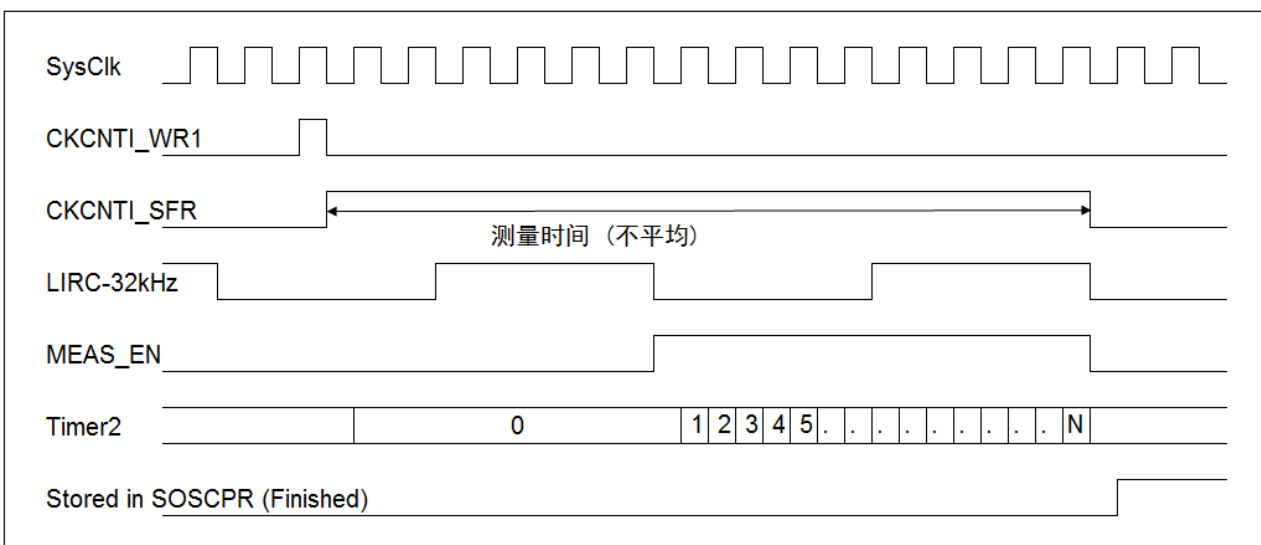 SysClk
CKCNTI_WR1
CKCNTI_SFR
测量时间 (不平均)
LIRC-32kHz
MEAS_EN
Timer2 0 1 2 3 4 5 . . . . . . . . . N
Stored in SOSCPR (Finished)